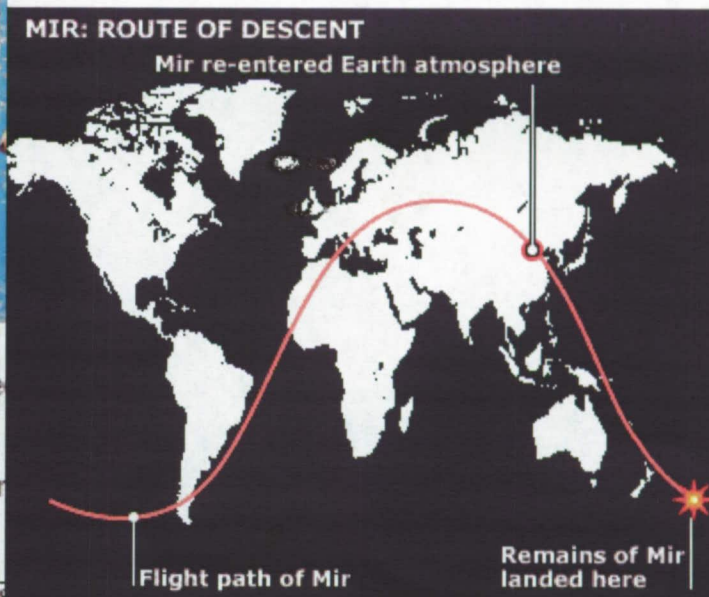 MIR: ROUTE OF DESCENT
Mir re-entered Earth atmosphere
Flight path of Mir
Remains of Mir
landed here